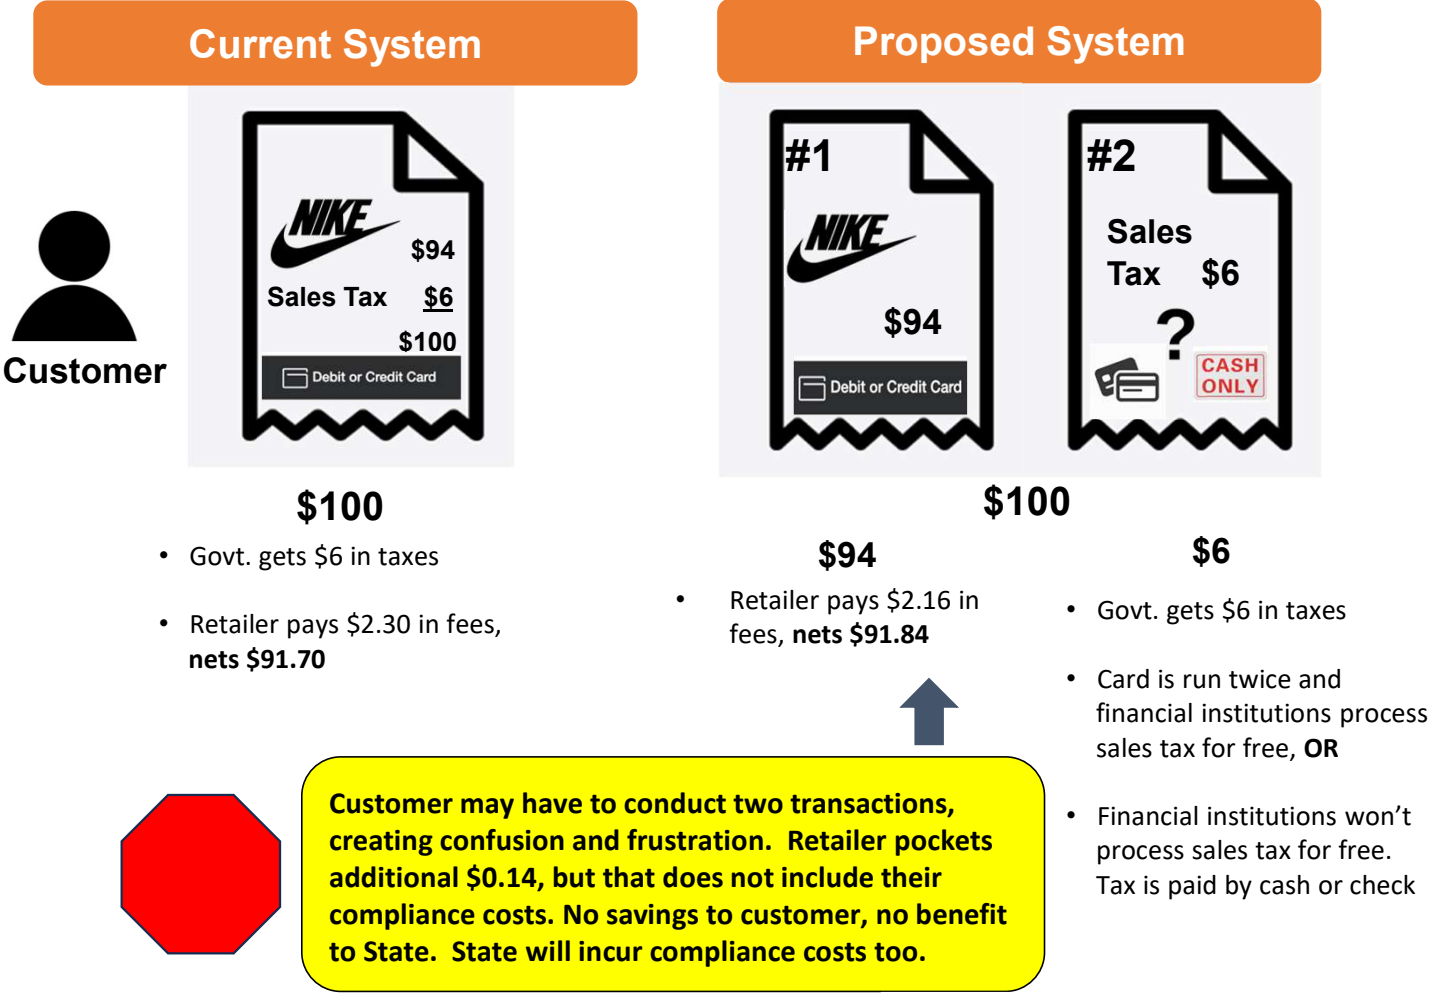 Current System
Proposed System
NIKE
$94
Sales Tax $6
$100
Debit or Credit Card
Customer
#1
NIKE
$94
Debit or Credit Card
#2
Sales
Tax $6
?
CASH
ONLY
$100
• Govt. gets $6 in taxes
• Retailer pays $2.30 in fees,
nets $91.70
$100
$94
• Retailer pays $2.16 in
fees, nets $91.84
$6
• Govt. gets $6 in taxes
• Card is run twice and
financial institutions process
sales tax for free, OR
• Financial institutions won’t
process sales tax for free.
Tax is paid by cash or check
Customer may have to conduct two transactions,
creating confusion and frustration. Retailer pockets
additional $0.14, but that does not include their
compliance costs. No savings to customer, no benefit
to State. State will incur compliance costs too.